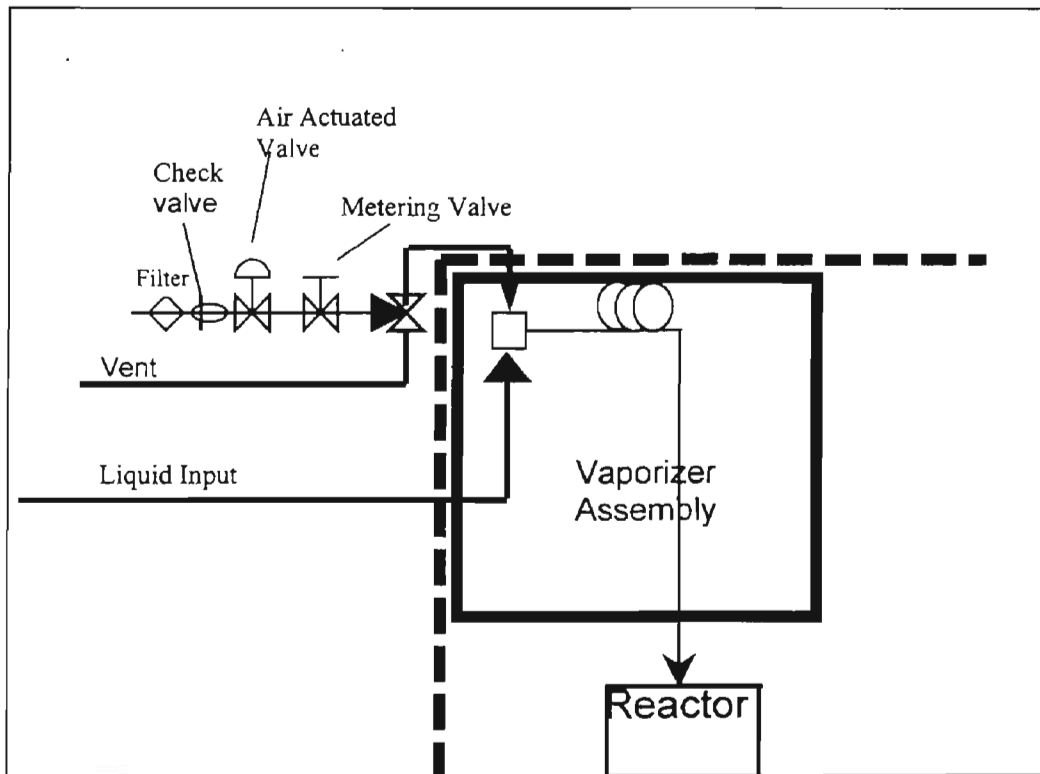 Air Actuated
Valve
Check
valve
Metering Valve
Filter
Vent
Liquid Input
Vaporizer
Assembly
Reactor